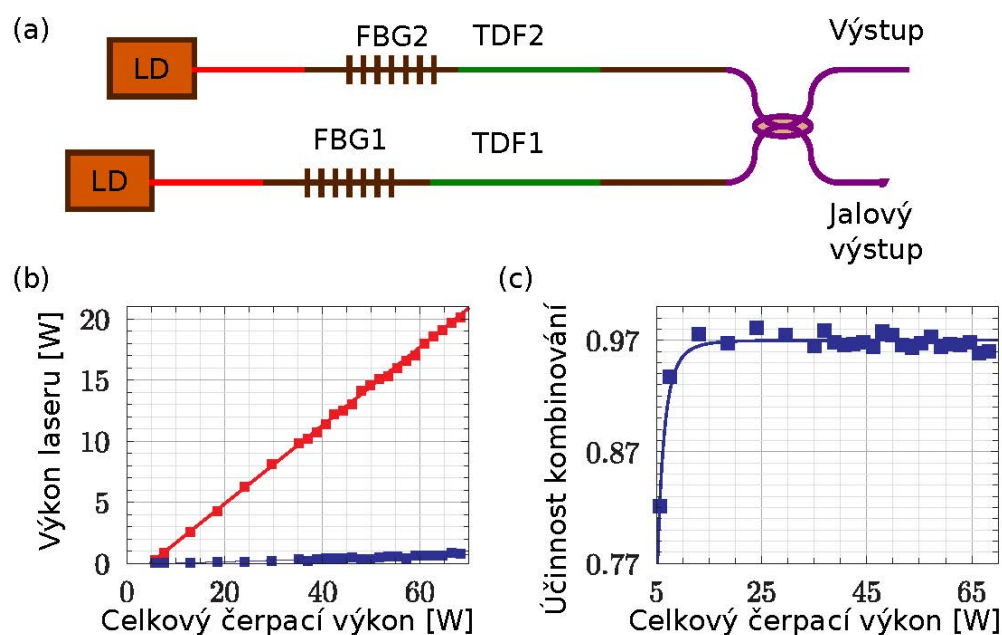 (a)
FBG2
TDF2
Výstup
LD
FBG1
TDF1
LD
Jalový
výstup
(b)
(c)
Výkon laseru [W]
20
15
10
5
0
0
20
40
60
Celkový čerpací výkon [W]
Účinnost kombinování
0.97
0.87
0.77
5
25
45
65
Celkový čerpací výkon [W]